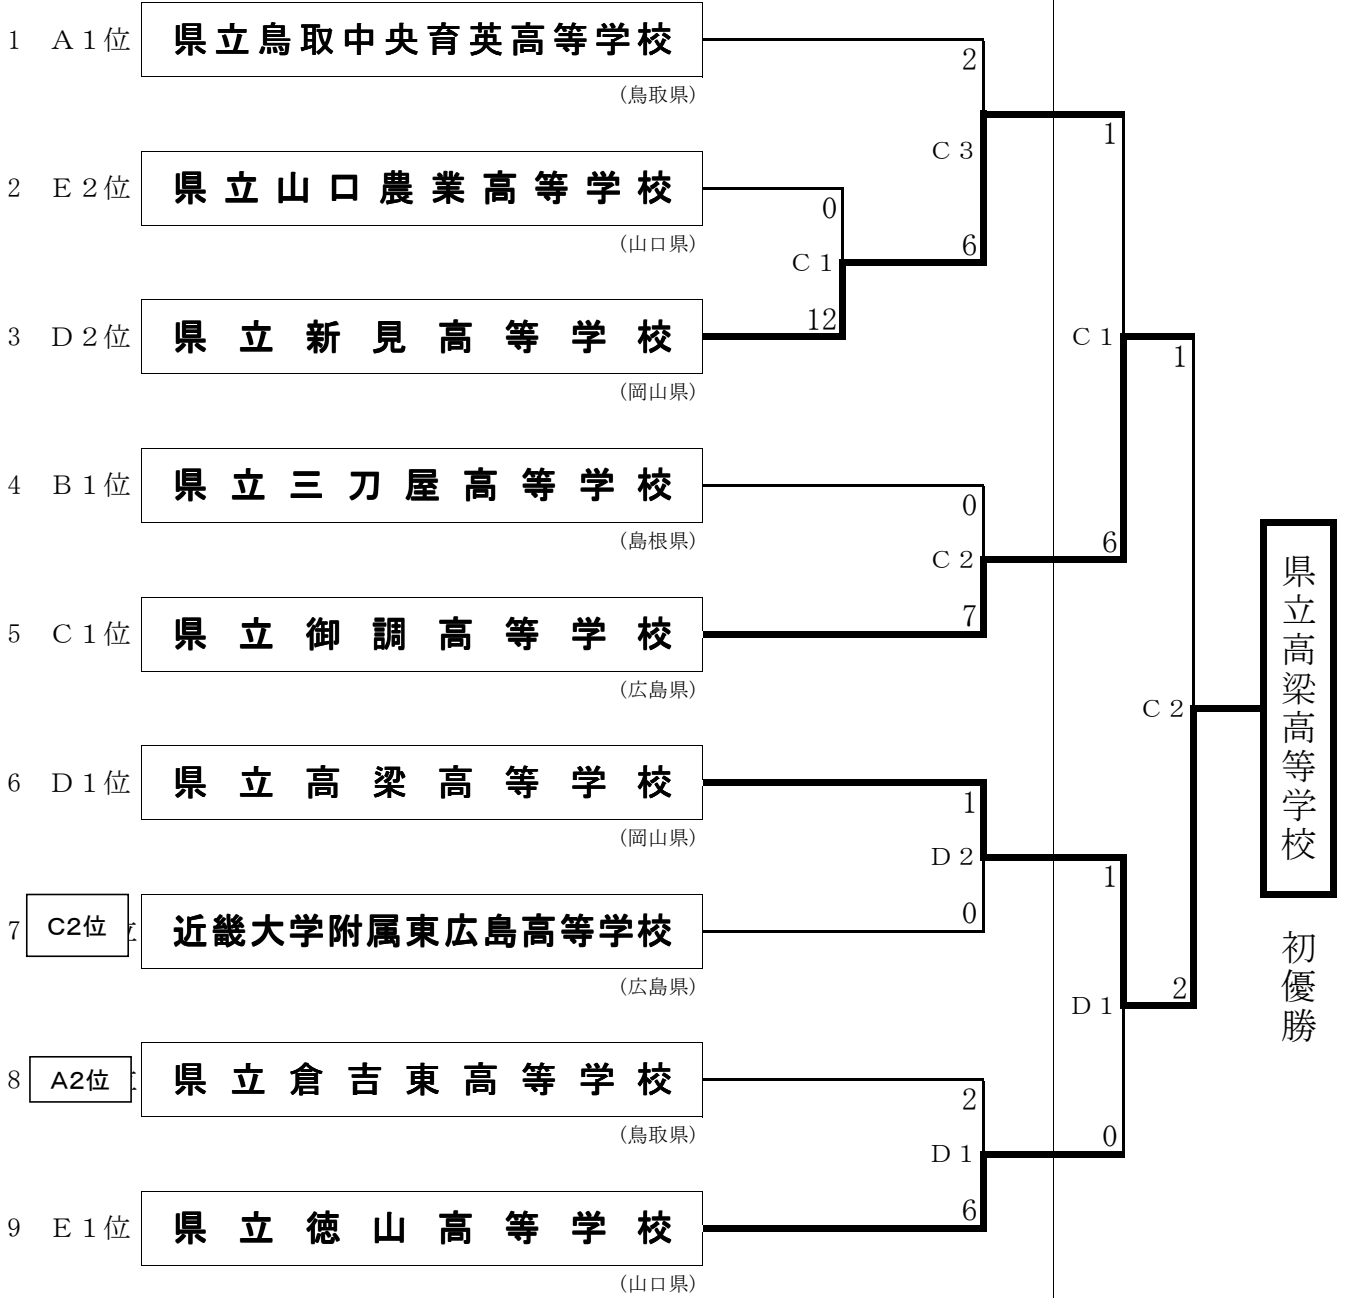 1 A1位 県立鳥取中央育英高等学校
(鳥取県)
2 E2位 県立山口農業高等学校
(山口県)
3 D2位 県立新見高等学校
(岡山県)
4 B1位 県立三刀屋高等学校
(島根県)
5 C1位 県立御調高等学校
(広島県)
6 D1位 県立高梁高等学校
(岡山県)
7 C2位 近畿大学附属東広島高等学校
(広島県)
8 A2位 県立倉吉東高等学校
(鳥取県)
9 E1位 県立徳山高等学校
(山口県)
0
C1
12
2
C3
6
0
C2
7
1
D2
0
2
D1
6
1
C1
6
1
D1
0
1
C2
2
県立高梁高等学校
初優勝